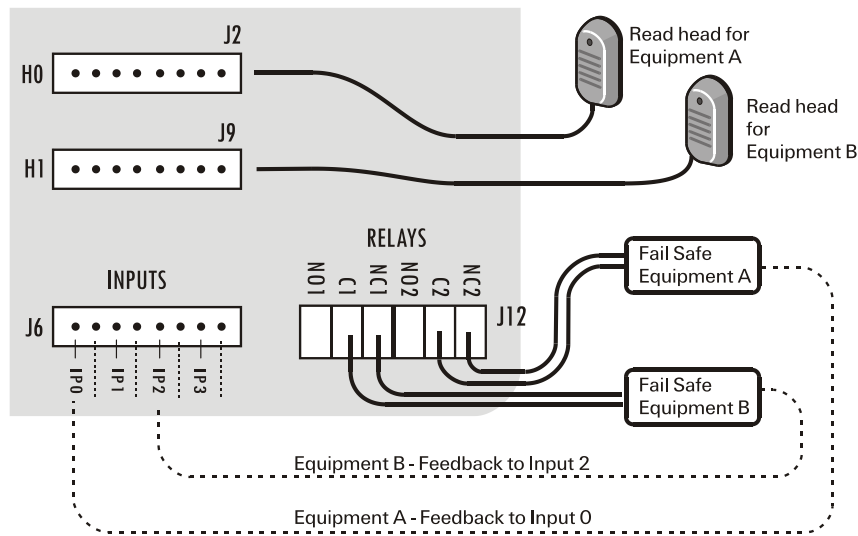 J2
H0
Read head for
Equipment A
J9
H1
Read head
for
Equipment B
RELAYS
NO1
C1
NC1
NO2
C2
NC2
J12
INPUTS
J6
IP0
IP1
IP2
IP3
Fail Safe
Equipment A
Fail Safe
Equipment B
Equipment B - Feedback to Input 2
Equipment A - Feedback to Input 0